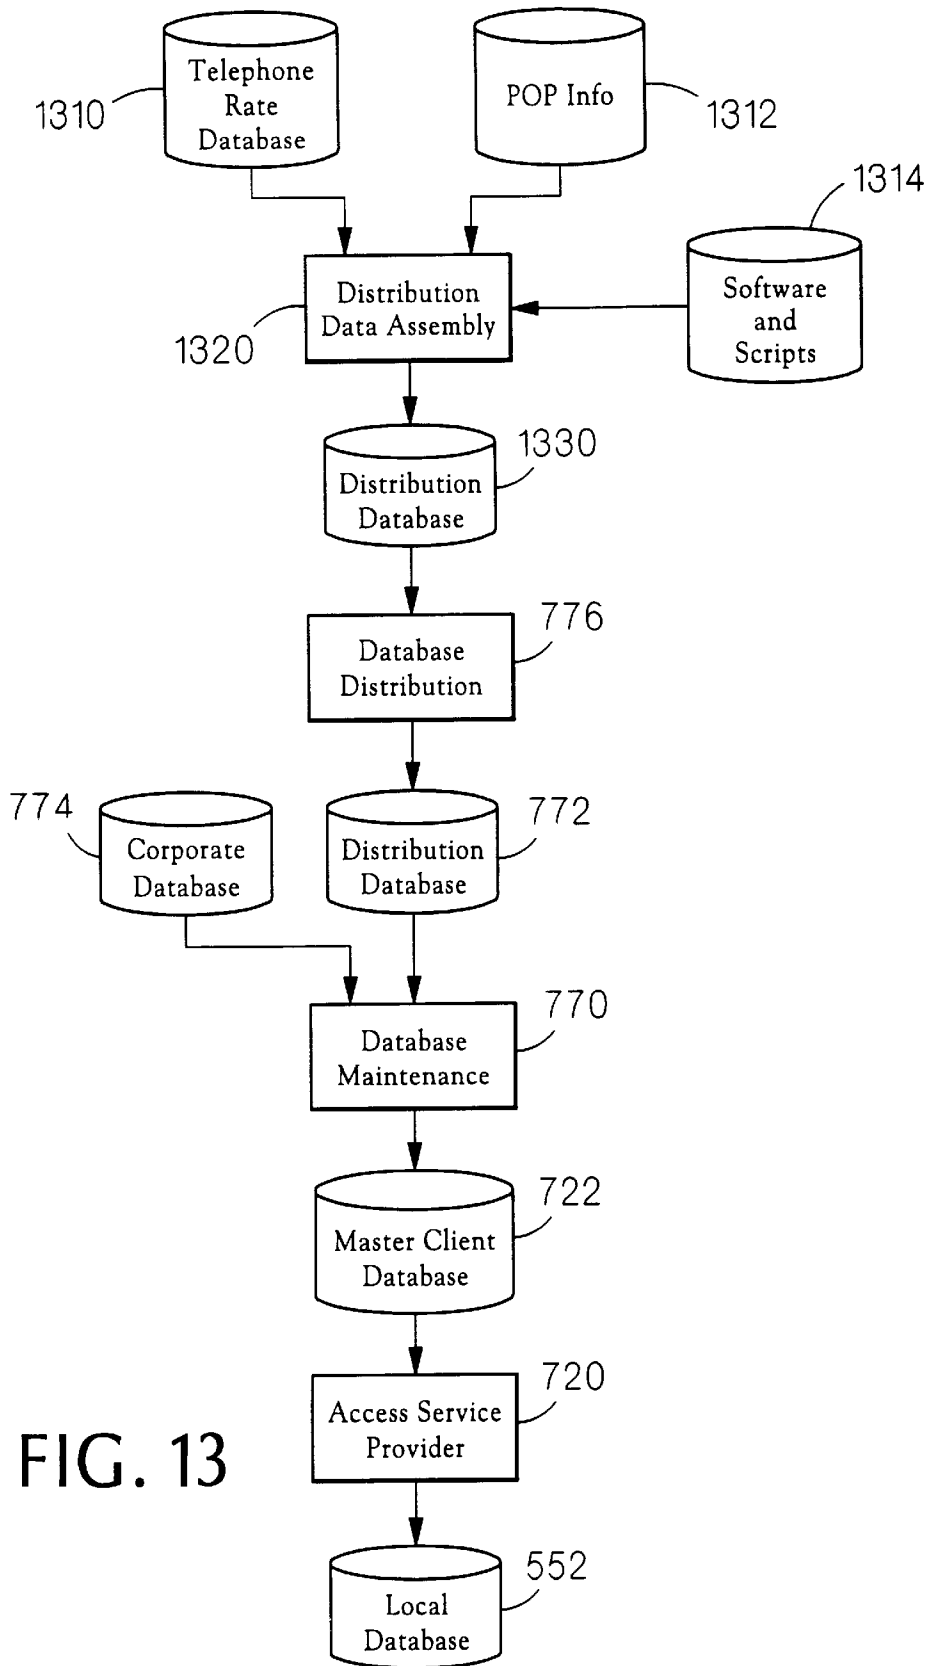 Telephone
Rate
Database
1310
POP Info
1312
1314
Software
and
Scripts
Distribution
Data Assembly
1320
1330
Distribution
Database
776
Database
Distribution
774
Corporate
Database
772
Distribution
Database
770
Database
Maintenance
722
Master Client
Database
720
Access Service
Provider
FIG. 13
552
Local
Database